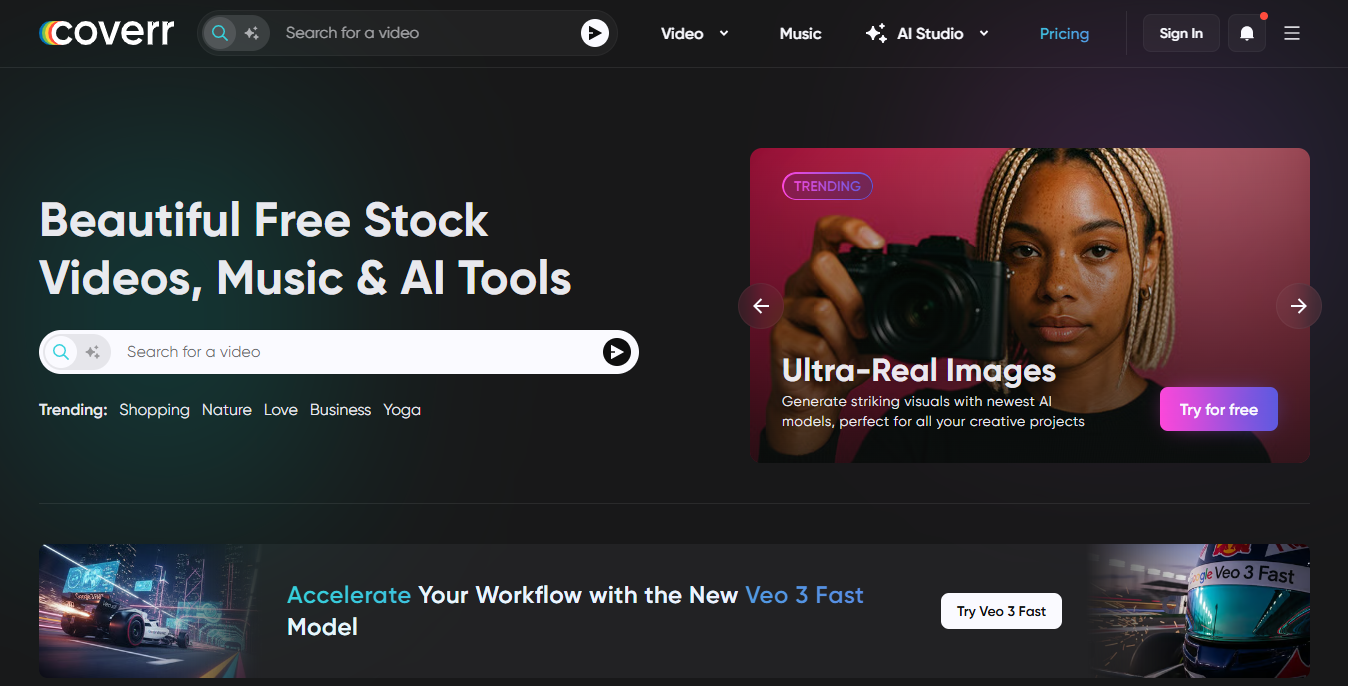 coverr
Search for a video
Video
Music
AI Studio
Pricing
Sign In
Beautiful Free Stock
Videos, Music & AI Tools
Search for a video
Trending: Shopping Nature Love Business Yoga
TRENDING
Ultra-Real Images
Generate striking visuals with newest AI
models, perfect for all your creative projects
Try for free
Accelerate Your Workflow with the New Veo 3 Fast
Model
Try Veo 3 Fast
Google Veo 3 Fast